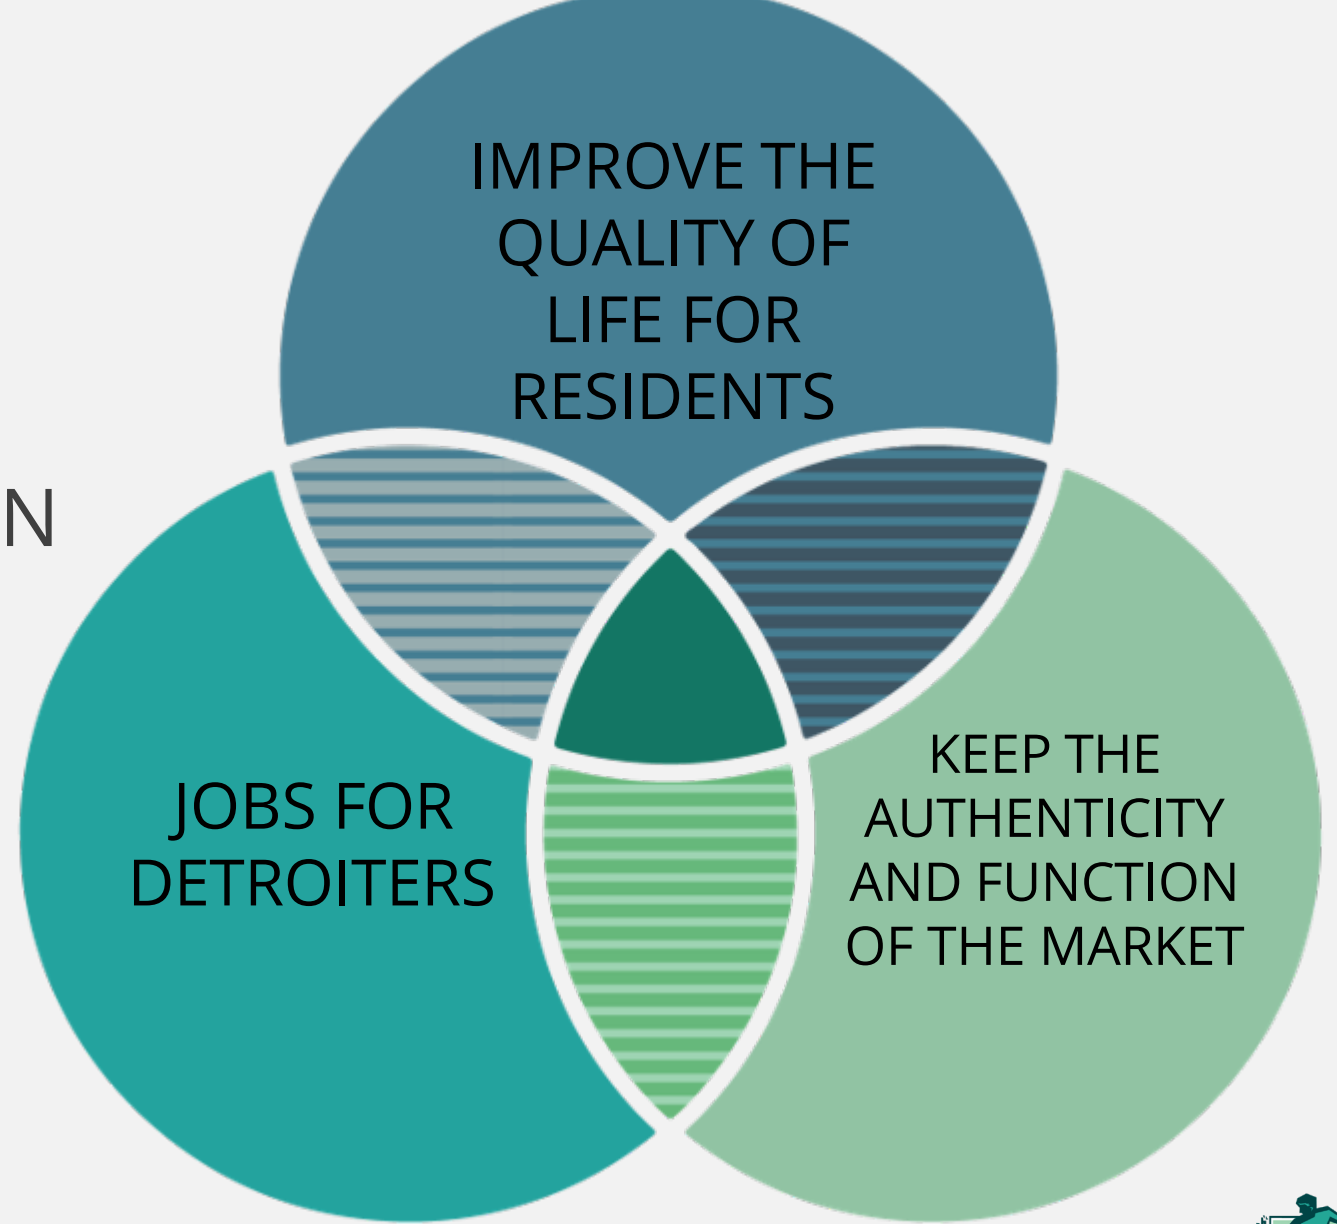 IMPROVE THE
QUALITY OF
LIFE FOR
RESIDENTS
N
JOBS FOR
DETROITERS
KEEP THE
AUTHENTICITY
AND FUNCTION
OF THE MARKET